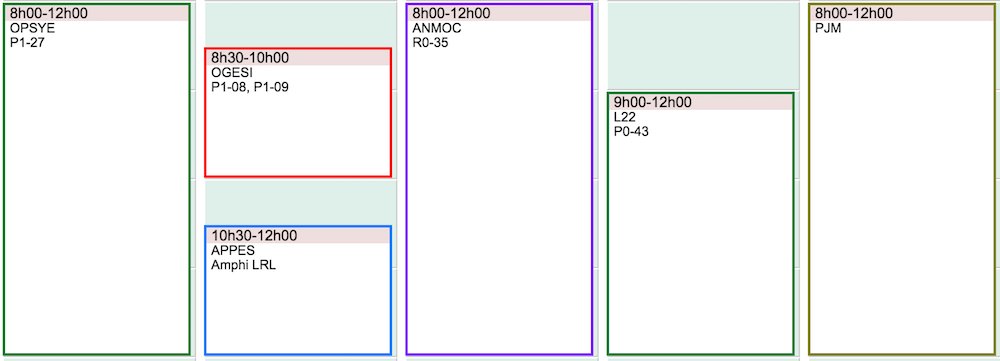 8h00-12h00
OPSYE
P1-27
8h30-10h00
OGESI
P1-08, P1-09
10h30-12h00
APPES
Amphi LRL
8h00-12h00
ANMOC
R0-35
9h00-12h00
L22
P0-43
8h00-12h00
PJM